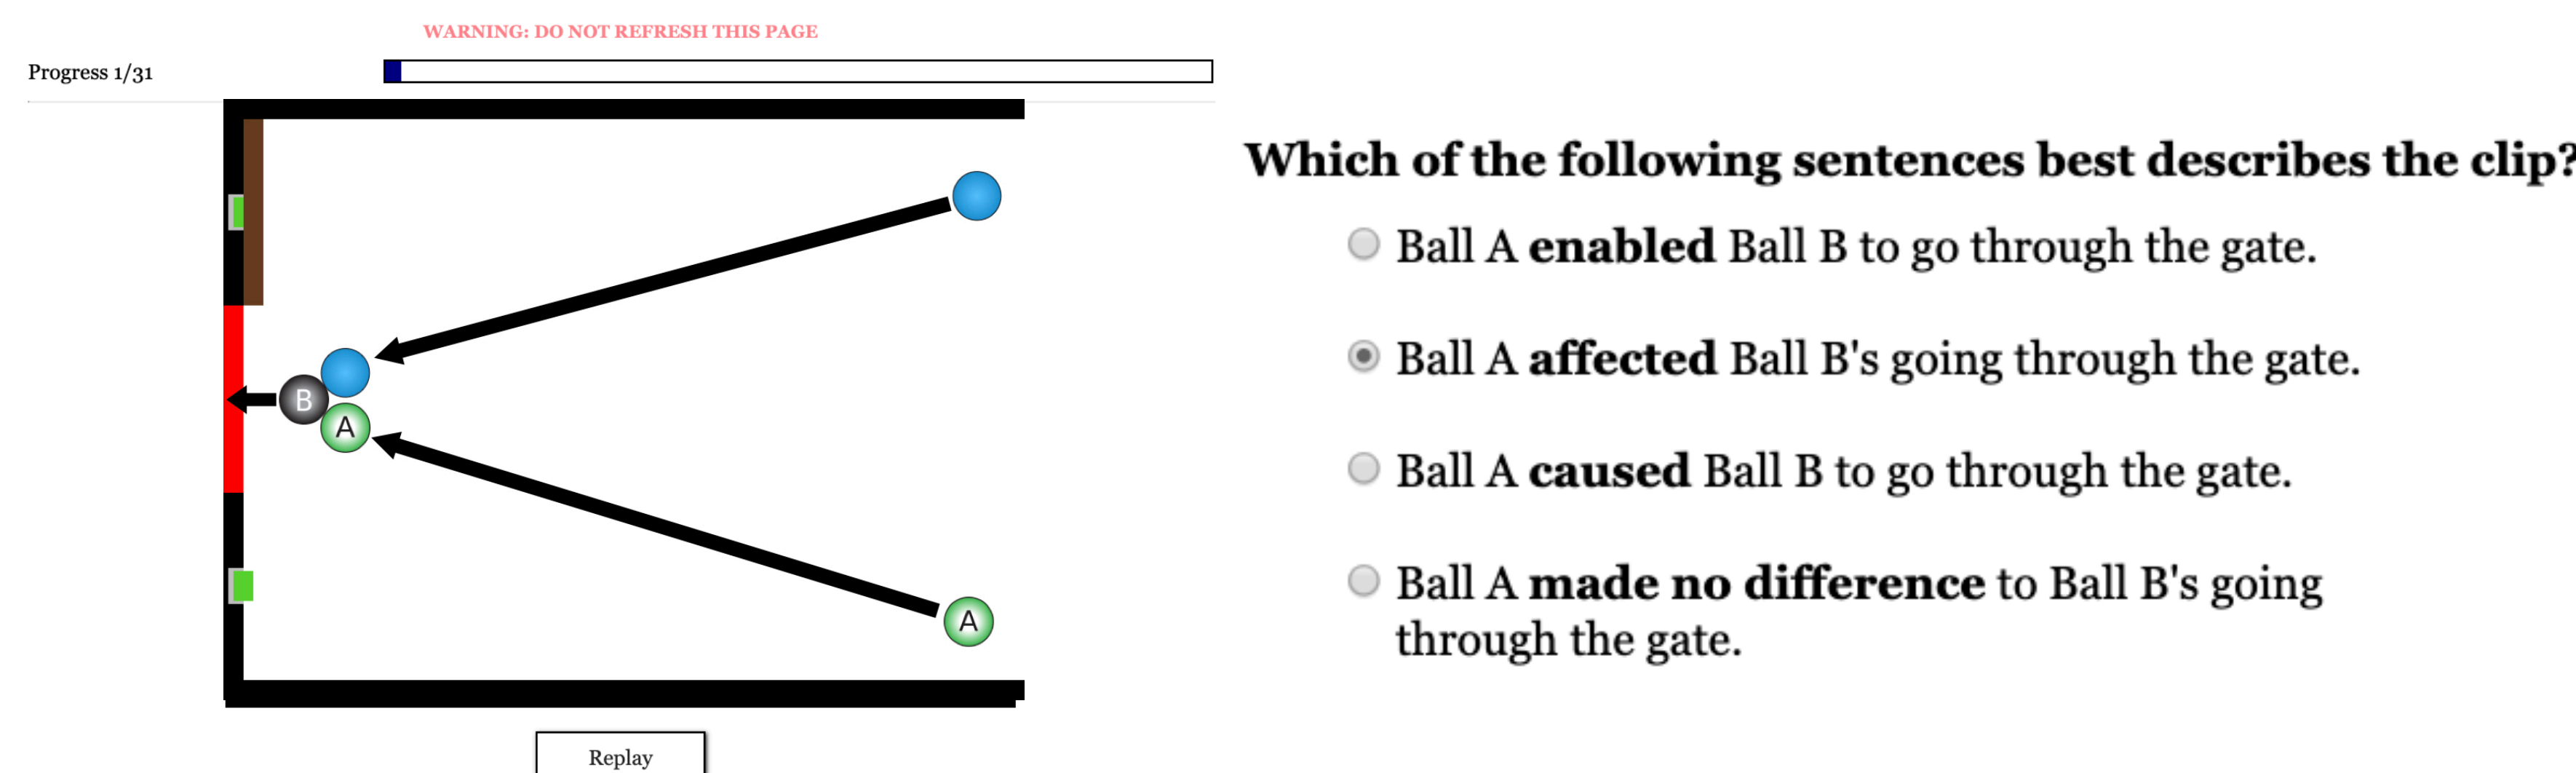 WARNING: DO NOT REFRESH THIS PAGE
Progress 1/31
B
A
A
Replay
Which of the following sentences best describes the clip?
Ball A enabled Ball B to go through the gate.
Ball A affected Ball B's going through the gate.
Ball A caused Ball B to go through the gate.
Ball A made no difference to Ball B's going
through the gate.